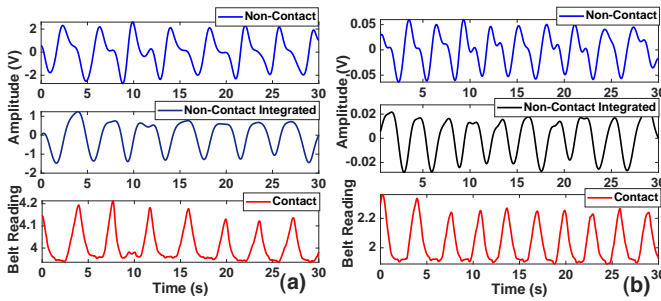 Non-Contact
2
0
-2
0 5 10 15 20 25 30
Non-Contact Integrated
1
0
-1
0 5 10 15 20 25 30
Amplitude (V)
Contact
4.2
4.1
4
0 5 10 15 20 25 30
Belt Reading
Time (s)
(a)
Non-Contact
0.05
0
-0.05
5 10 15 20 25 30
Non-Contact Integrated
0.02
0
-0.02
5 10 15 20 25 30
Amplitude (V)
Contact
2.2
2
0 5 10 15 20 25 30
Belt Reading
Time (s)
(b)